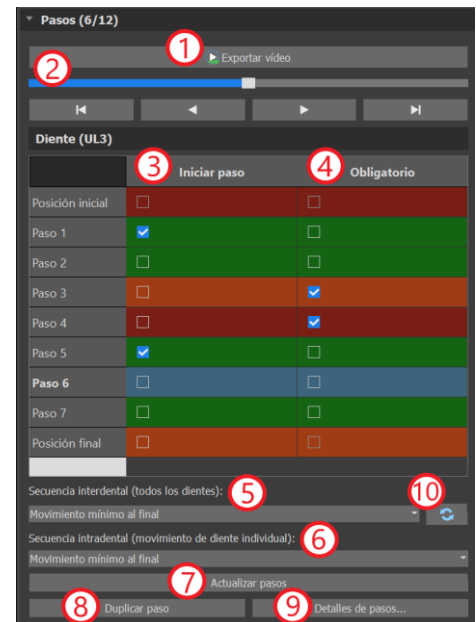 Pasos (6/12)
1
Exportar vídeo
2
Diente (UL3)
3 Iniciar paso 4 Obligatorio
Posición inicial
Paso 1
Paso 2
Paso 3
Paso 4
Paso 5
Paso 6
Paso 7
Posición final
Secuencia interdental (todos los dientes): 5 10
Movimiento mínimo al final
Secuencia intradental (movimiento de diente individual): 6
Movimiento mínimo al final
7 Actualizar pasos
8 Duplicar paso 9 Detalles de pasos...